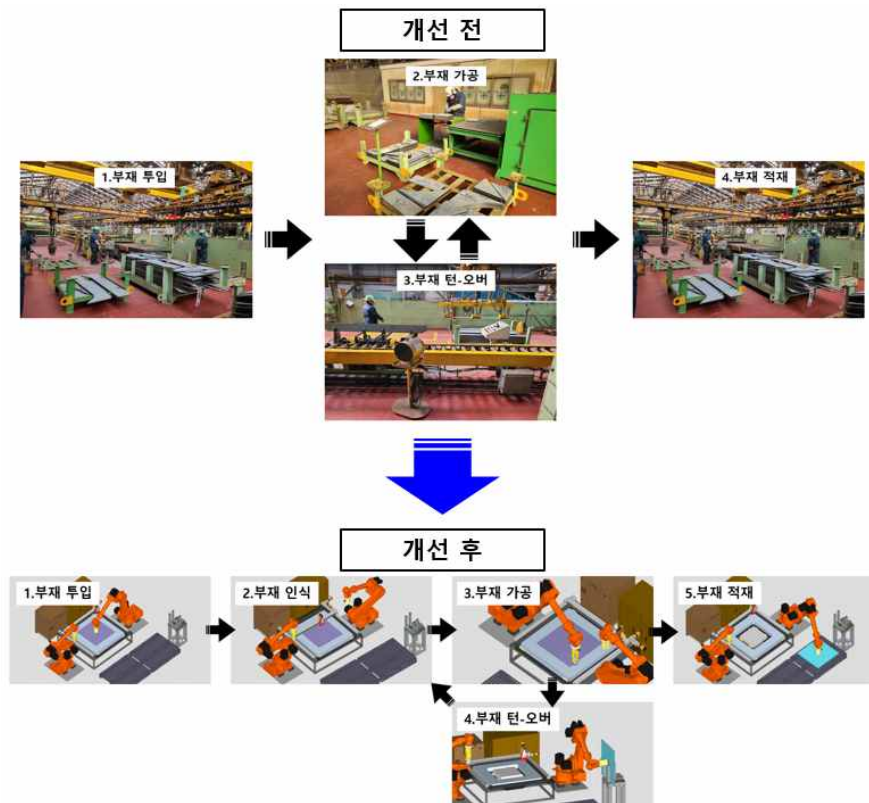 개선 전
2.부재 가공
1.부재 투입
4.부재 적재
3.부재 턴-오버
개선 후
1.부재 투입
2.부재 인식
3.부재 가공
5.부재 적재
4.부재 턴-오버